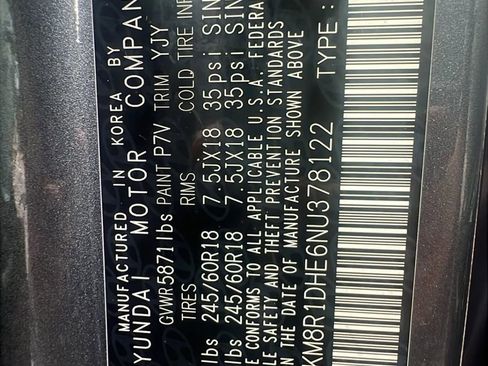 MANUFACTURED IN KOREA BY
YUNDAI MOTOR COMPAN
GVWR5871lbs PAINT P7V TRIM YJY
TIRES RIMS COLD TIRE INF
lbs 245/60R18 7.5JX18 35psi SIN
lbs 245/60R18 7.5JX18 35psi SIN
E CONFORMS TO ALL APPLICABLE U.S.A. FEDERA
LE SAFETY AND THEFT PREVENTION STANDARDS
THE DATE OF MANUFACTURE SHOWN ABOVE
KM8R1DHE6NU378122 TYPE: